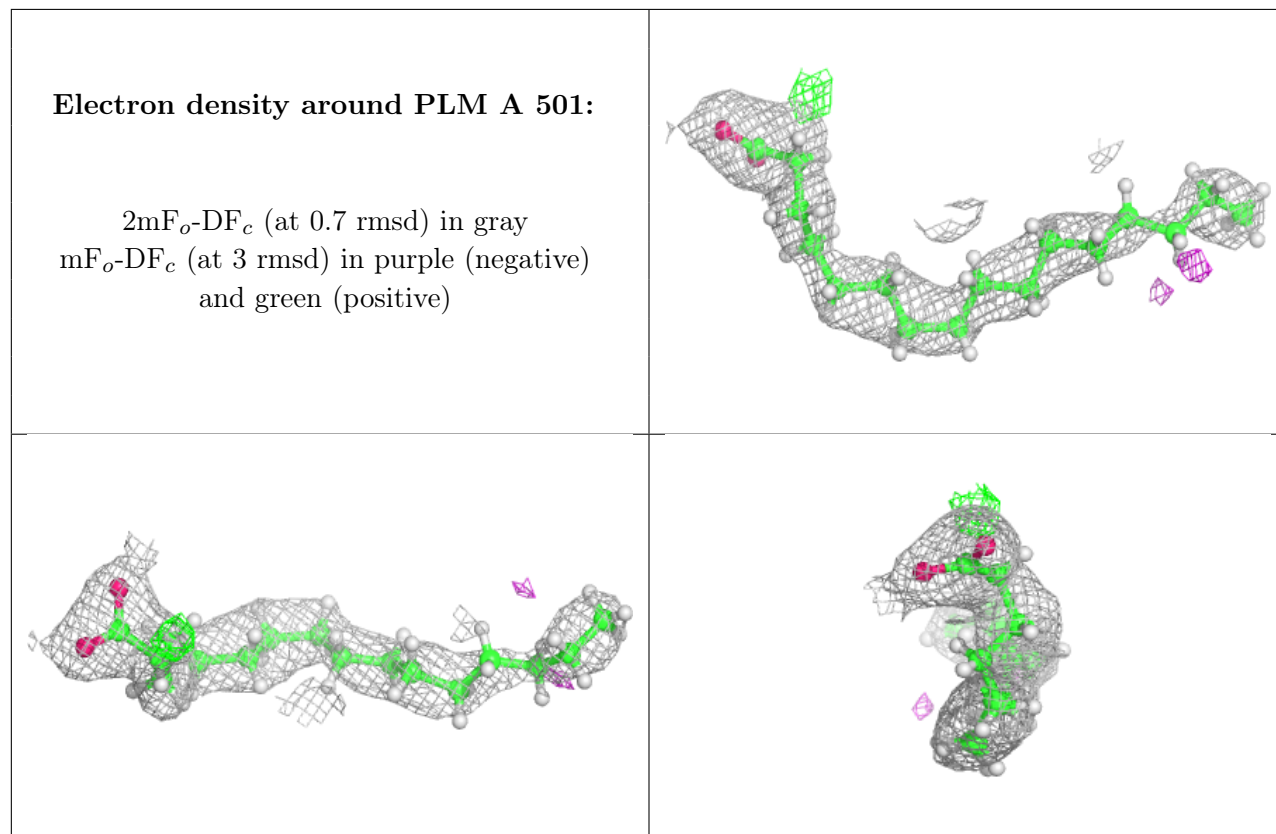 Electron density around PLM A 501:
2mFo-DFc (at 0.7 rmsd) in gray
mFo-DFc (at 3 rmsd) in purple (negative)
and green (positive)